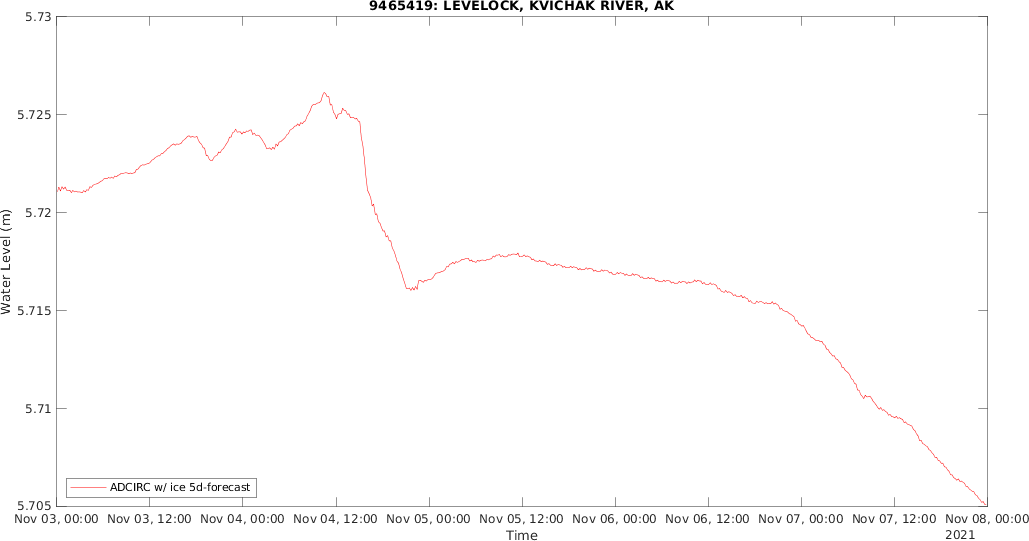 9465419: LEVELOCK, KVICHAK RIVER, AK
5.73
5.725
5.72
5.715
5.71
5.705
Water Level (m)
ADCIRC w/ ice 5d-forecast
Nov 03, 00:00 Nov 03, 12:00 Nov 04, 00:00 Nov 04, 12:00 Nov 05, 00:00 Nov 05, 12:00 Nov 06, 00:00 Nov 06, 12:00 Nov 07, 00:00 Nov 07, 12:00 Nov 08, 00:00
Time
2021